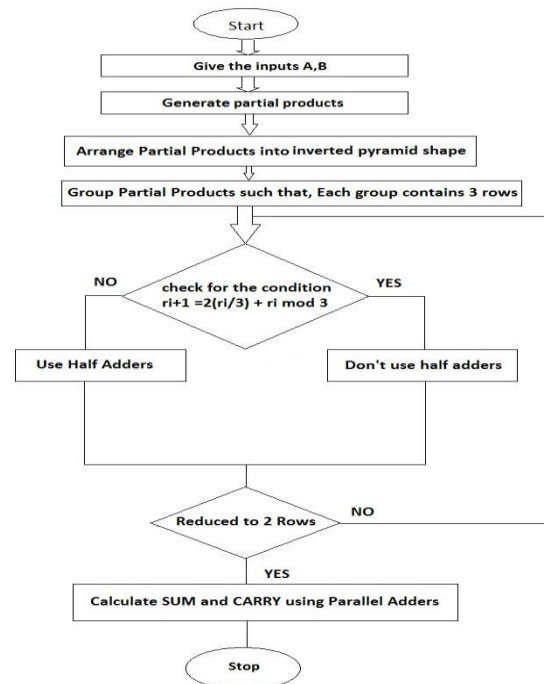 Start
Give the inputs A,B
Generate partial products
Arrange Partial Products into inverted pyramid shape
Group Partial Products such that, Each group contains 3 rows
NO
YES
check for the condition
ri+1 =2(ri/3) + ri mod 3
Use Half Adders
Don't use half adders
Reduced to 2 Rows
NO
YES
Calculate SUM and CARRY using Parallel Adders
Stop